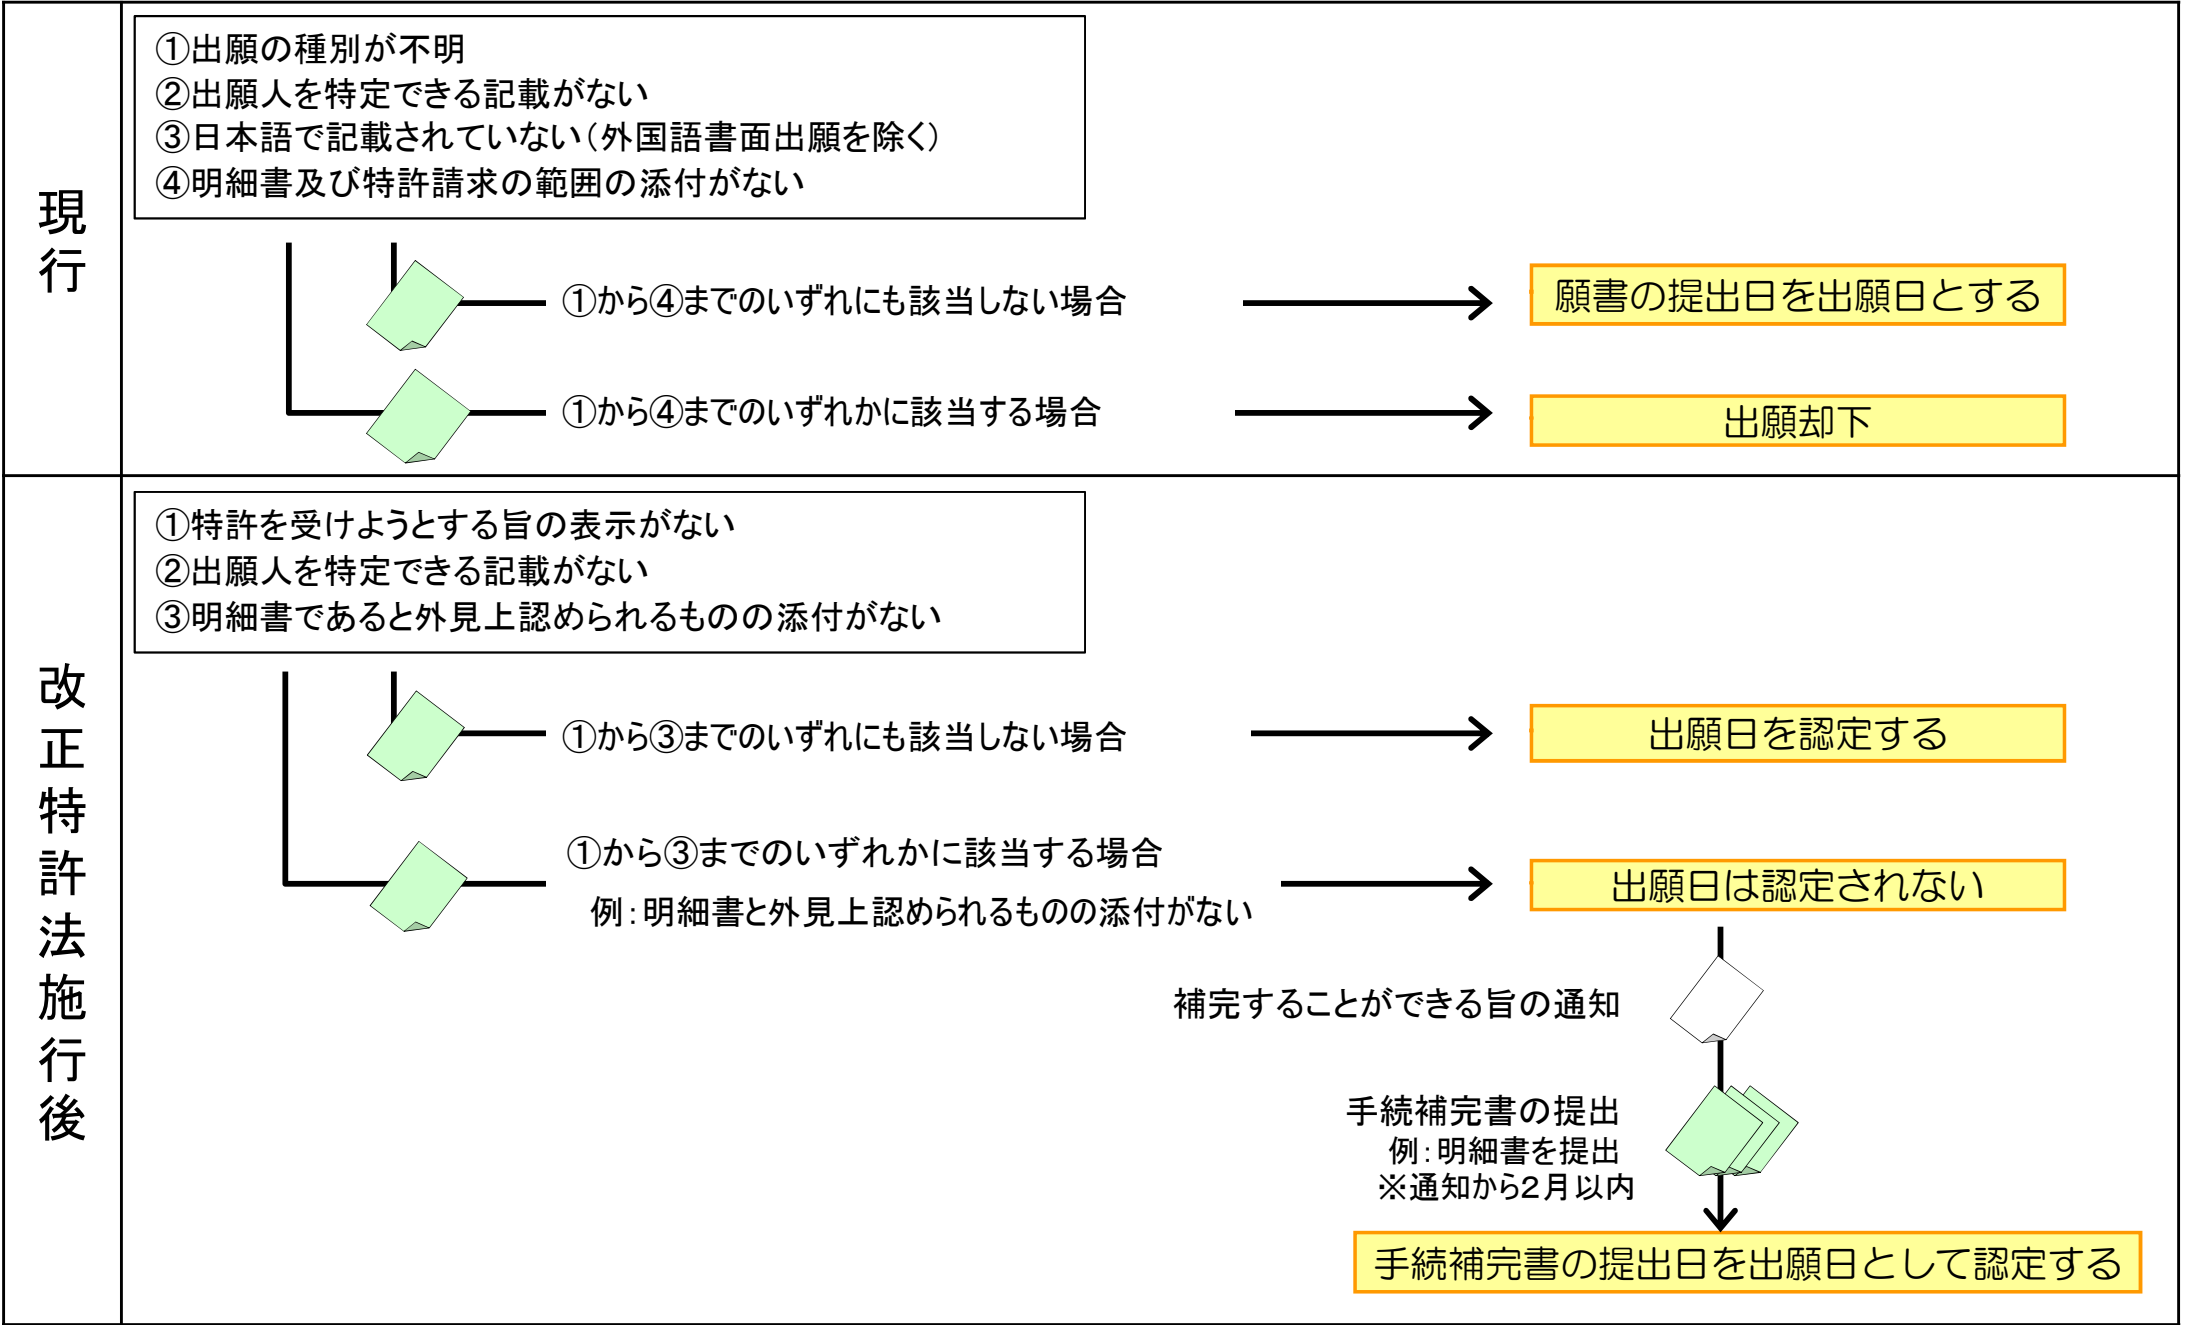 現行
①出願の種別が不明
②出願人を特定できる記載がない
③日本語で記載されていない(外国語書面出願を除く)
④明細書及び特許請求の範囲の添付がない
①から④までのいずれにも該当しない場合
願書の提出日を出願日とする
①から④までのいずれかに該当する場合
出願却下
改正特許法施行後
①特許を受けようとする旨の表示がない
②出願人を特定できる記載がない
③明細書であると外見上認められるものの添付がない
①から③までのいずれにも該当しない場合
出願日を認定する
①から③までのいずれかに該当する場合
例:明細書と外見上認められるものの添付がない
出願日は認定されない
補完することができる旨の通知
手続補完書の提出
例:明細書を提出
※通知から2月以内
手続補完書の提出日を出願日として認定する